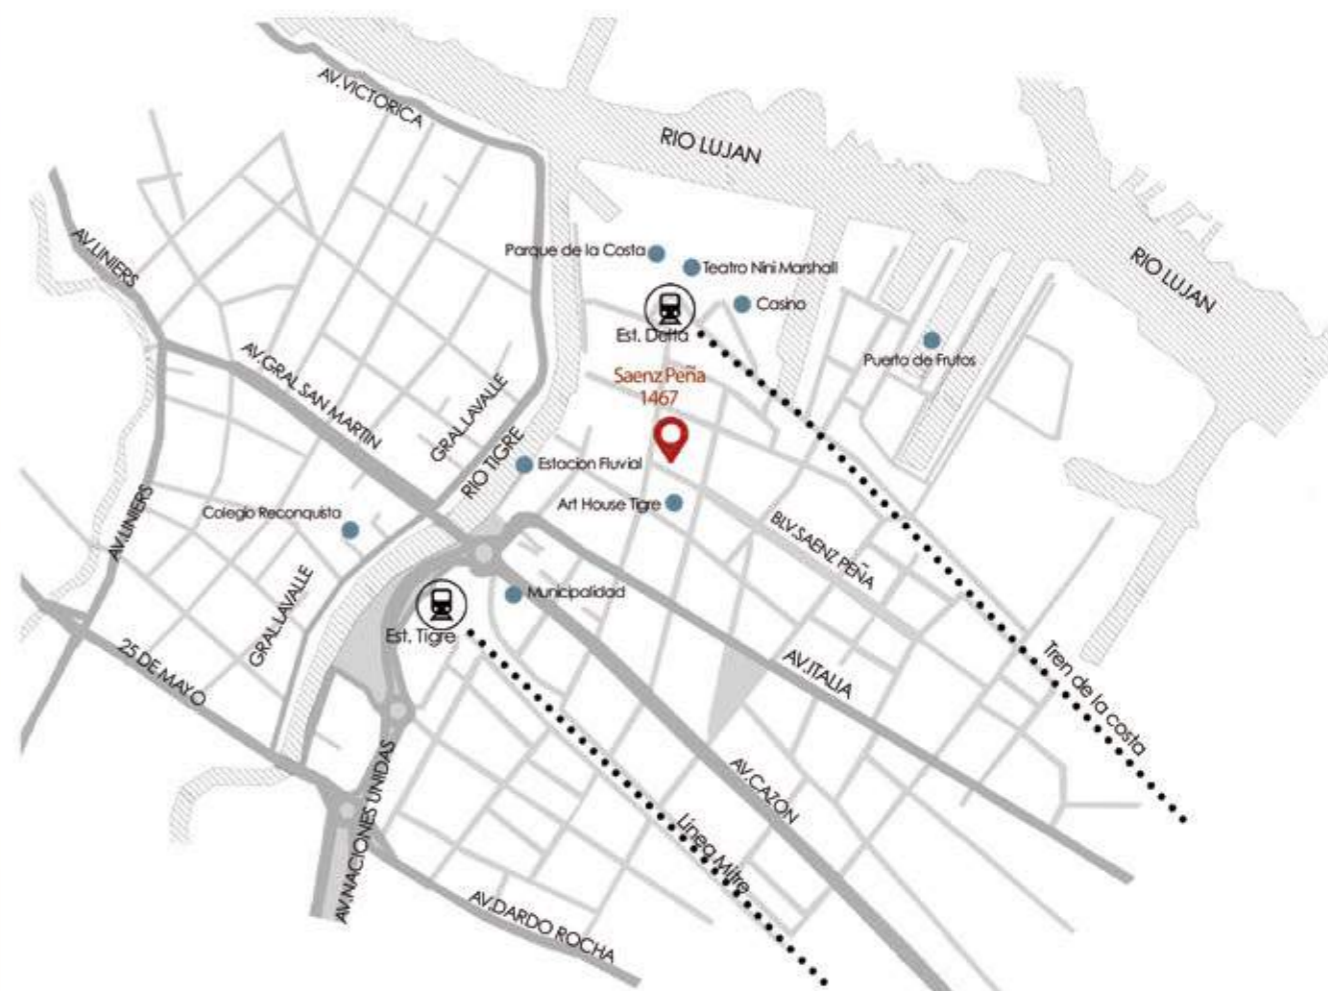 AV.VICTORICA
RIO LUJAN
AV.LINIERS
Parque de la Costa
Teatro Nini Marshall
RIO LUJAN
Casino
Est. Delta
Puerto de Frutos
AV.GRAL SAN MARTIN
Saenz Peña
1467
GRAL.LAVALLE
RIO TIGRE
Estacion Fluvial
Art House Tigre
Colegio Reconquista
AV.LINIERS
BLV.SAENZ PEÑA
GRAL.LAVALLE
Municipalidad
Est. Tigre
25 DE MAYO
AV.ITALIA
Tren de la costa
AV.NACIONES UNIDAS
AV.CAZON
Línea Mitre
AV.DARDO ROCHA